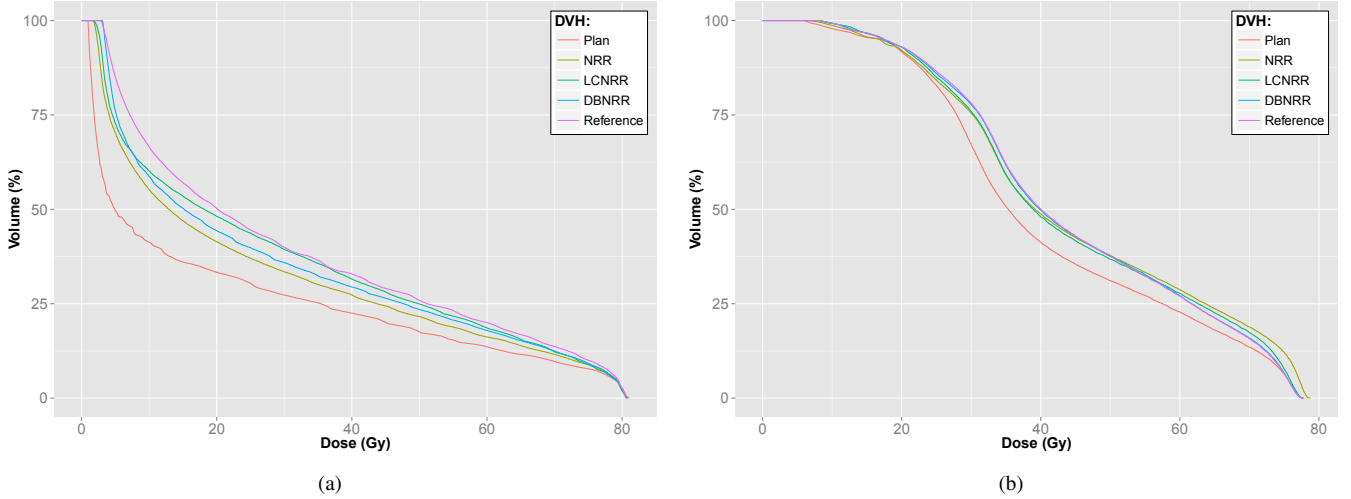 100
75
50
25
0
Volume (%)
0
20
40
60
80
Dose (Gy)
DVH:
Plan
NRR
LCNRR
DBNRR
Reference
(a)
100
75
50
25
0
Volume (%)
0
20
40
60
80
Dose (Gy)
DVH:
Plan
NRR
LCNRR
DBNRR
Reference
(b)